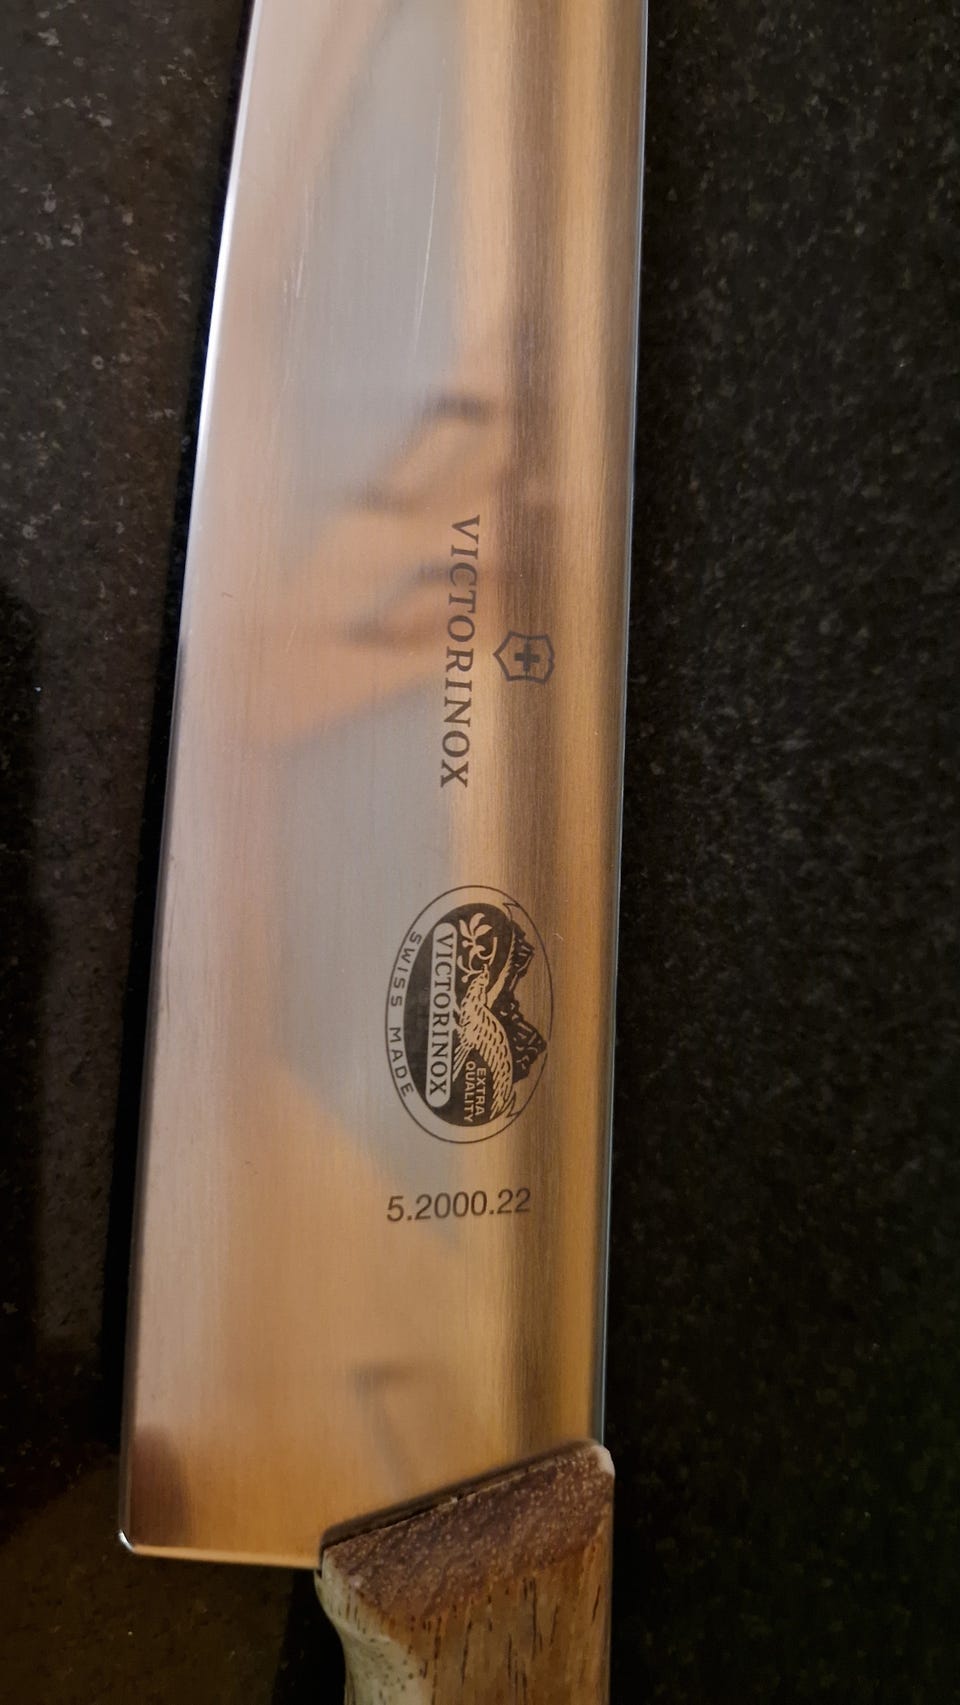 VICTORINOX
VICTORINOX
EXTRA
QUALITY
SWISS MADE
5.2000.22